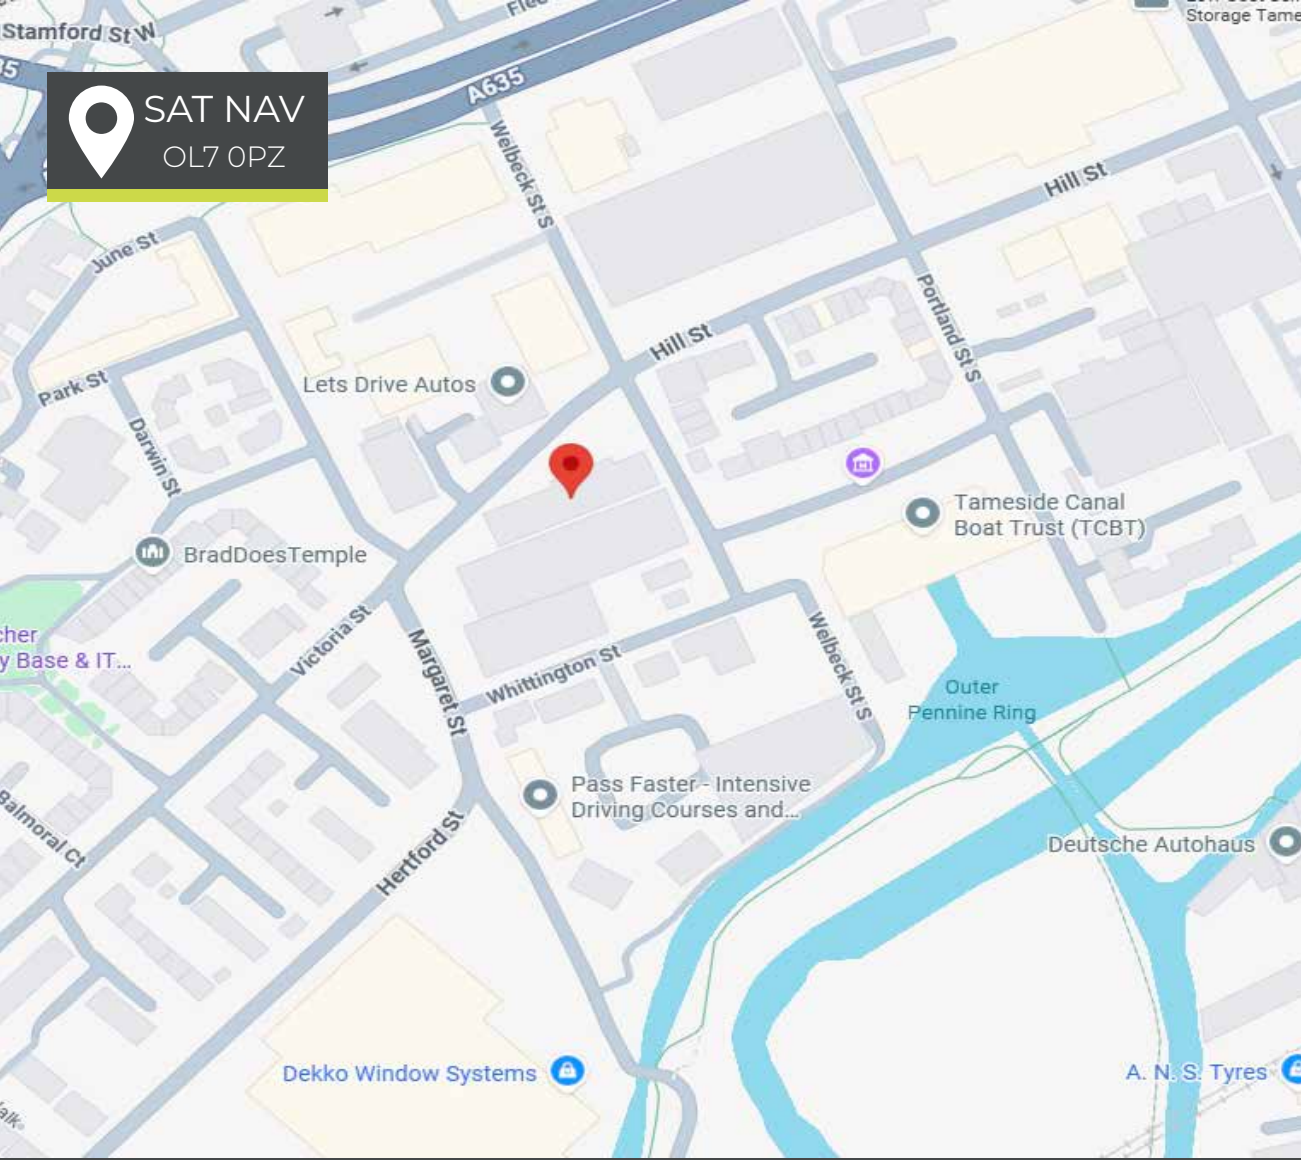 Stamford St W
Storage Tame
A635
SAT NAV
OL7 0PZ
Welbeck St S
Hill St
June St
Portland St S
Hill St
Lets Drive Autos
Park St
Darwin St
Tameside Canal
Boat Trust (TCBT)
BradDoesTemple
Victoria St
Margaret St
Whittington St
Welbeck St S
cher
y Base & IT...
Outer
Pennine Ring
Pass Faster - Intensive
Driving Courses and...
Balmoral Ct
Hertford St
Deutsche Autohaus
Dekko Window Systems
A. N. S. Tyres